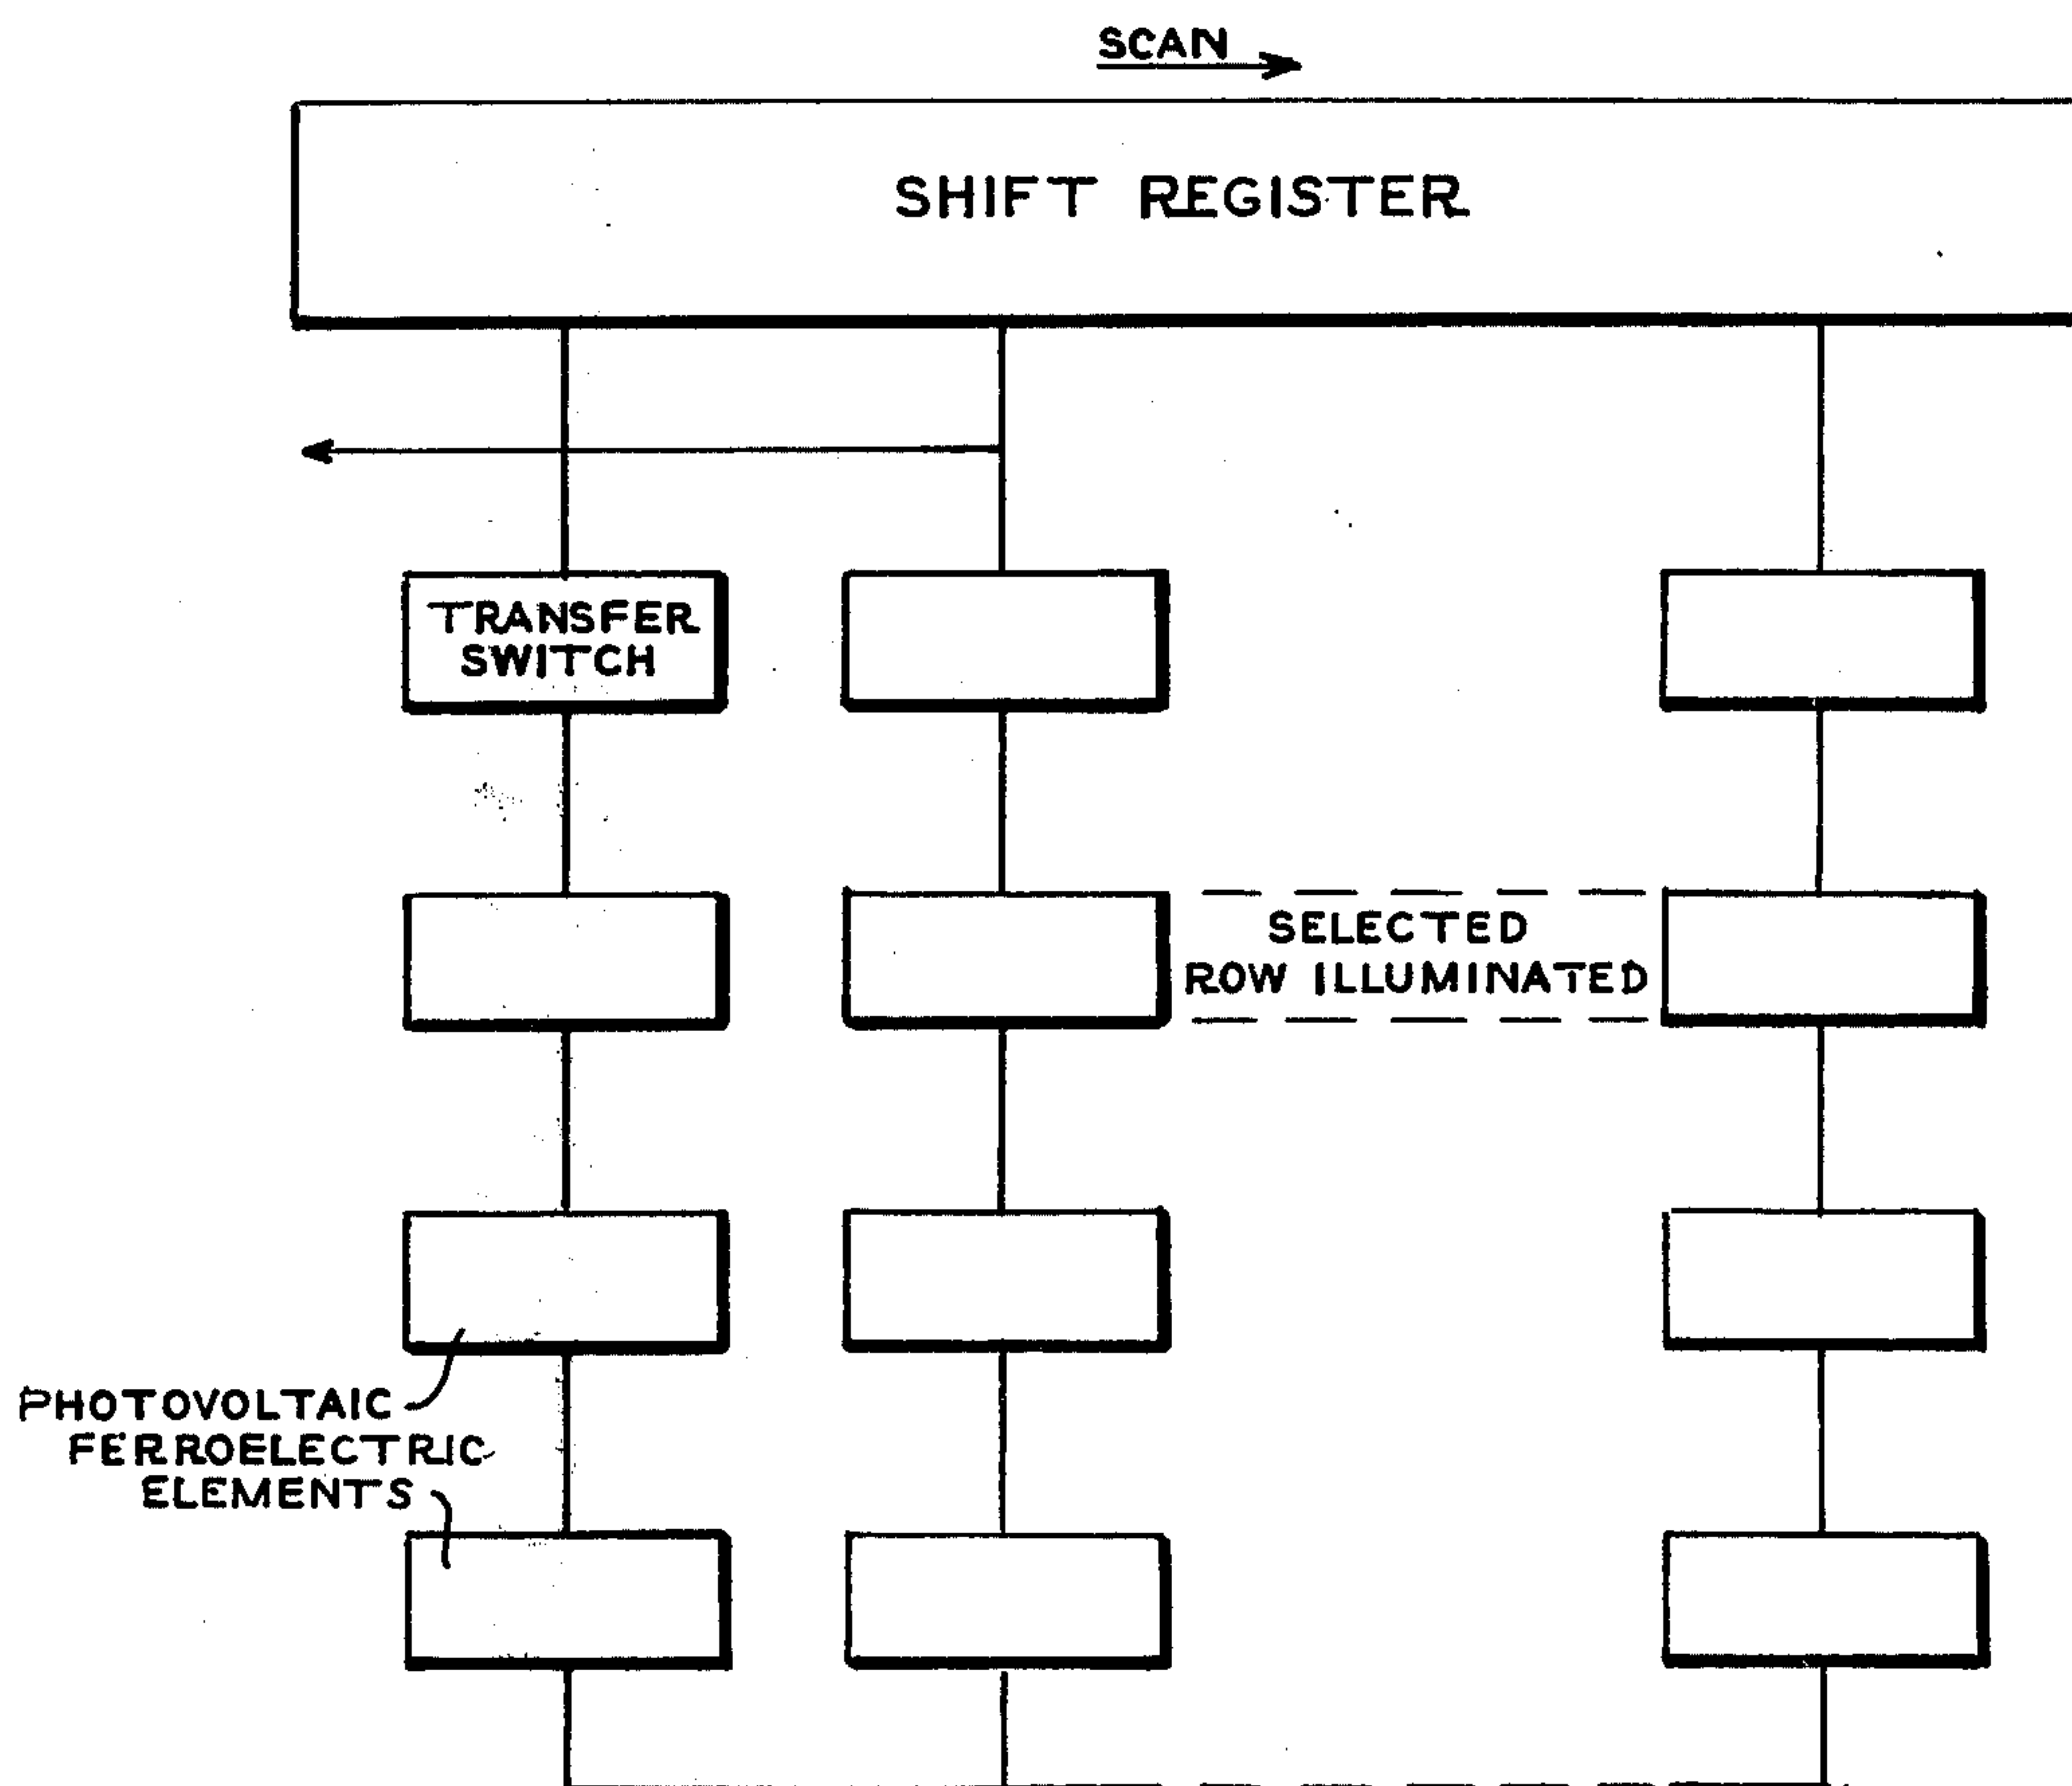 SCAN
SHIFT REGISTER
TRANSFER
SWITCH
SELECTED
ROW ILLUMINATED
PHOTOVOLTAIC
FERROELECTRIC
ELEMENTS